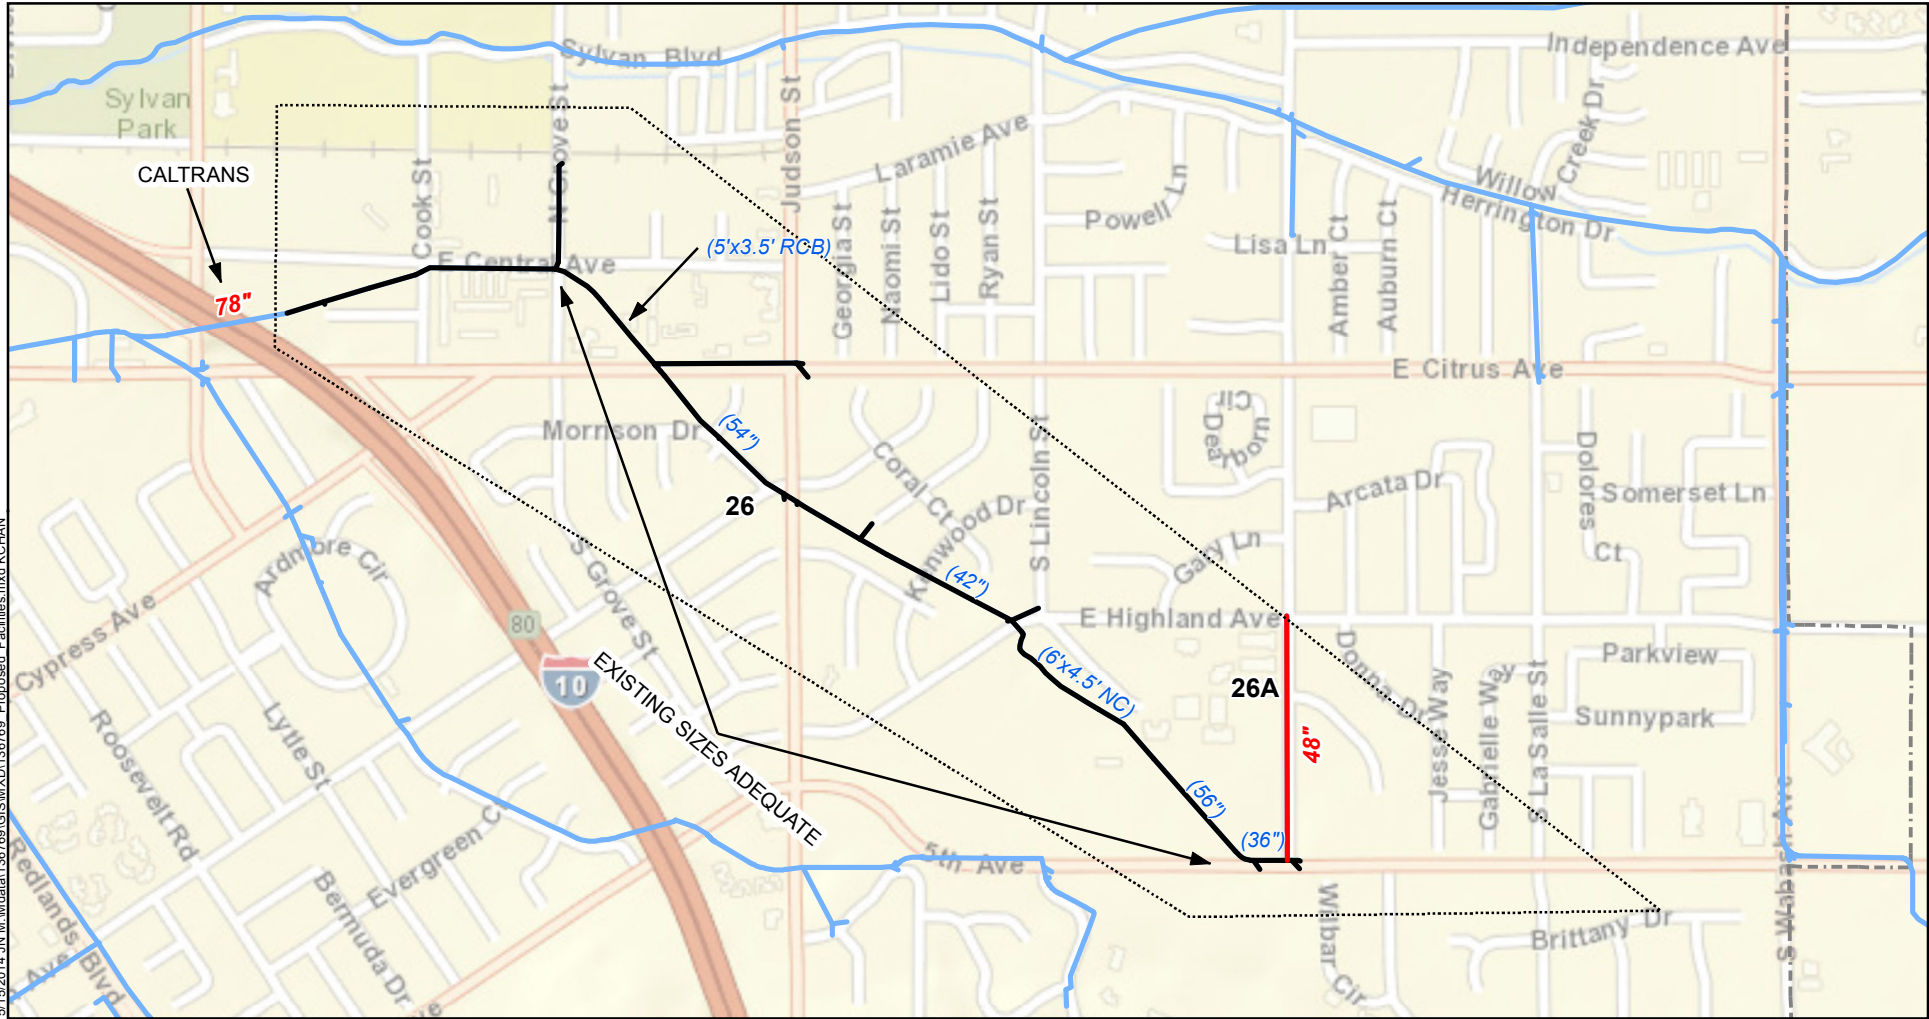 Independence Ave
Sylvan Blvd
Sylvan
Park
N Grove St
Judson St
Creek Dr
Laramie Ave
CALTRANS
Cook St
Willow
Herrington Dr
Powell Ln
Georgia St
Naomi St
Lido St
Ryan St
Lisa Ln
Amber Ct
Auburn Ct
E Central Ave
(5'x3.5' RCB)
78"
E Citrus Ave
Dearborn
Cir
Morrison Dr
(54")
Coral Ct
S Lincoln St
Dolores
Ct
Arcata Dr
Somerset Ln
26
Kenwood Dr
Gary Ln
Ardmore Cir
S Grove St
(42")
Cypress Ave
80
E Highland Ave
10
EXISTING SIZES ADEQUATE
(6'x4.5' NC)
26A
48"
Donna Dr
Jesse Way
Gabrielle Way
S LaSalle St
Parkview
Sunnypark
Lytle St
Roosevelt Rd
(56")
(36")
5th Ave
S Wabash Ave
Evergreen Ct
Bermuda Dr
Redlands Blvd
Ave
Wilbar Cir
Brittany Dr